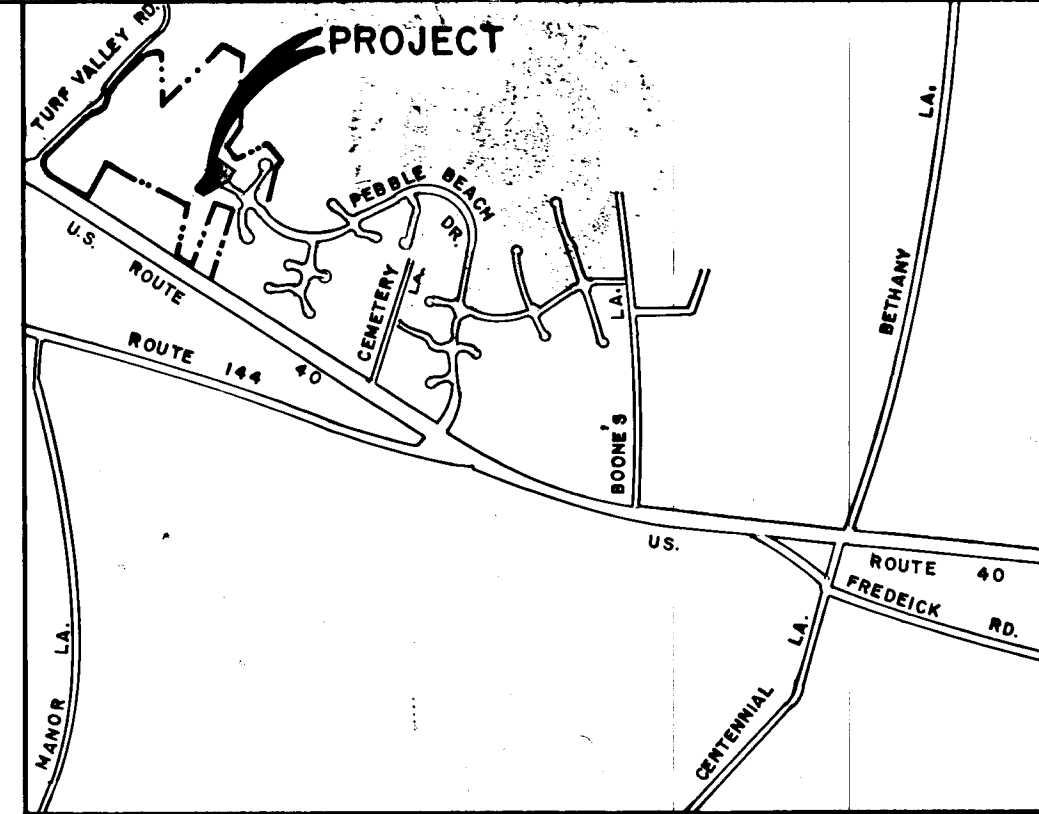 PROJECT
TURF VALLEY RD.
PEBBLE BEACH
DR.
LA.
U.S.
ROUTE
40
CEMETERY
LA.
LA.
BETHANY
ROUTE
144
BOONE'S
US.
ROUTE 40
FREDEICK
RD.
LA.
MANOR
LA.
CENTENNIAL